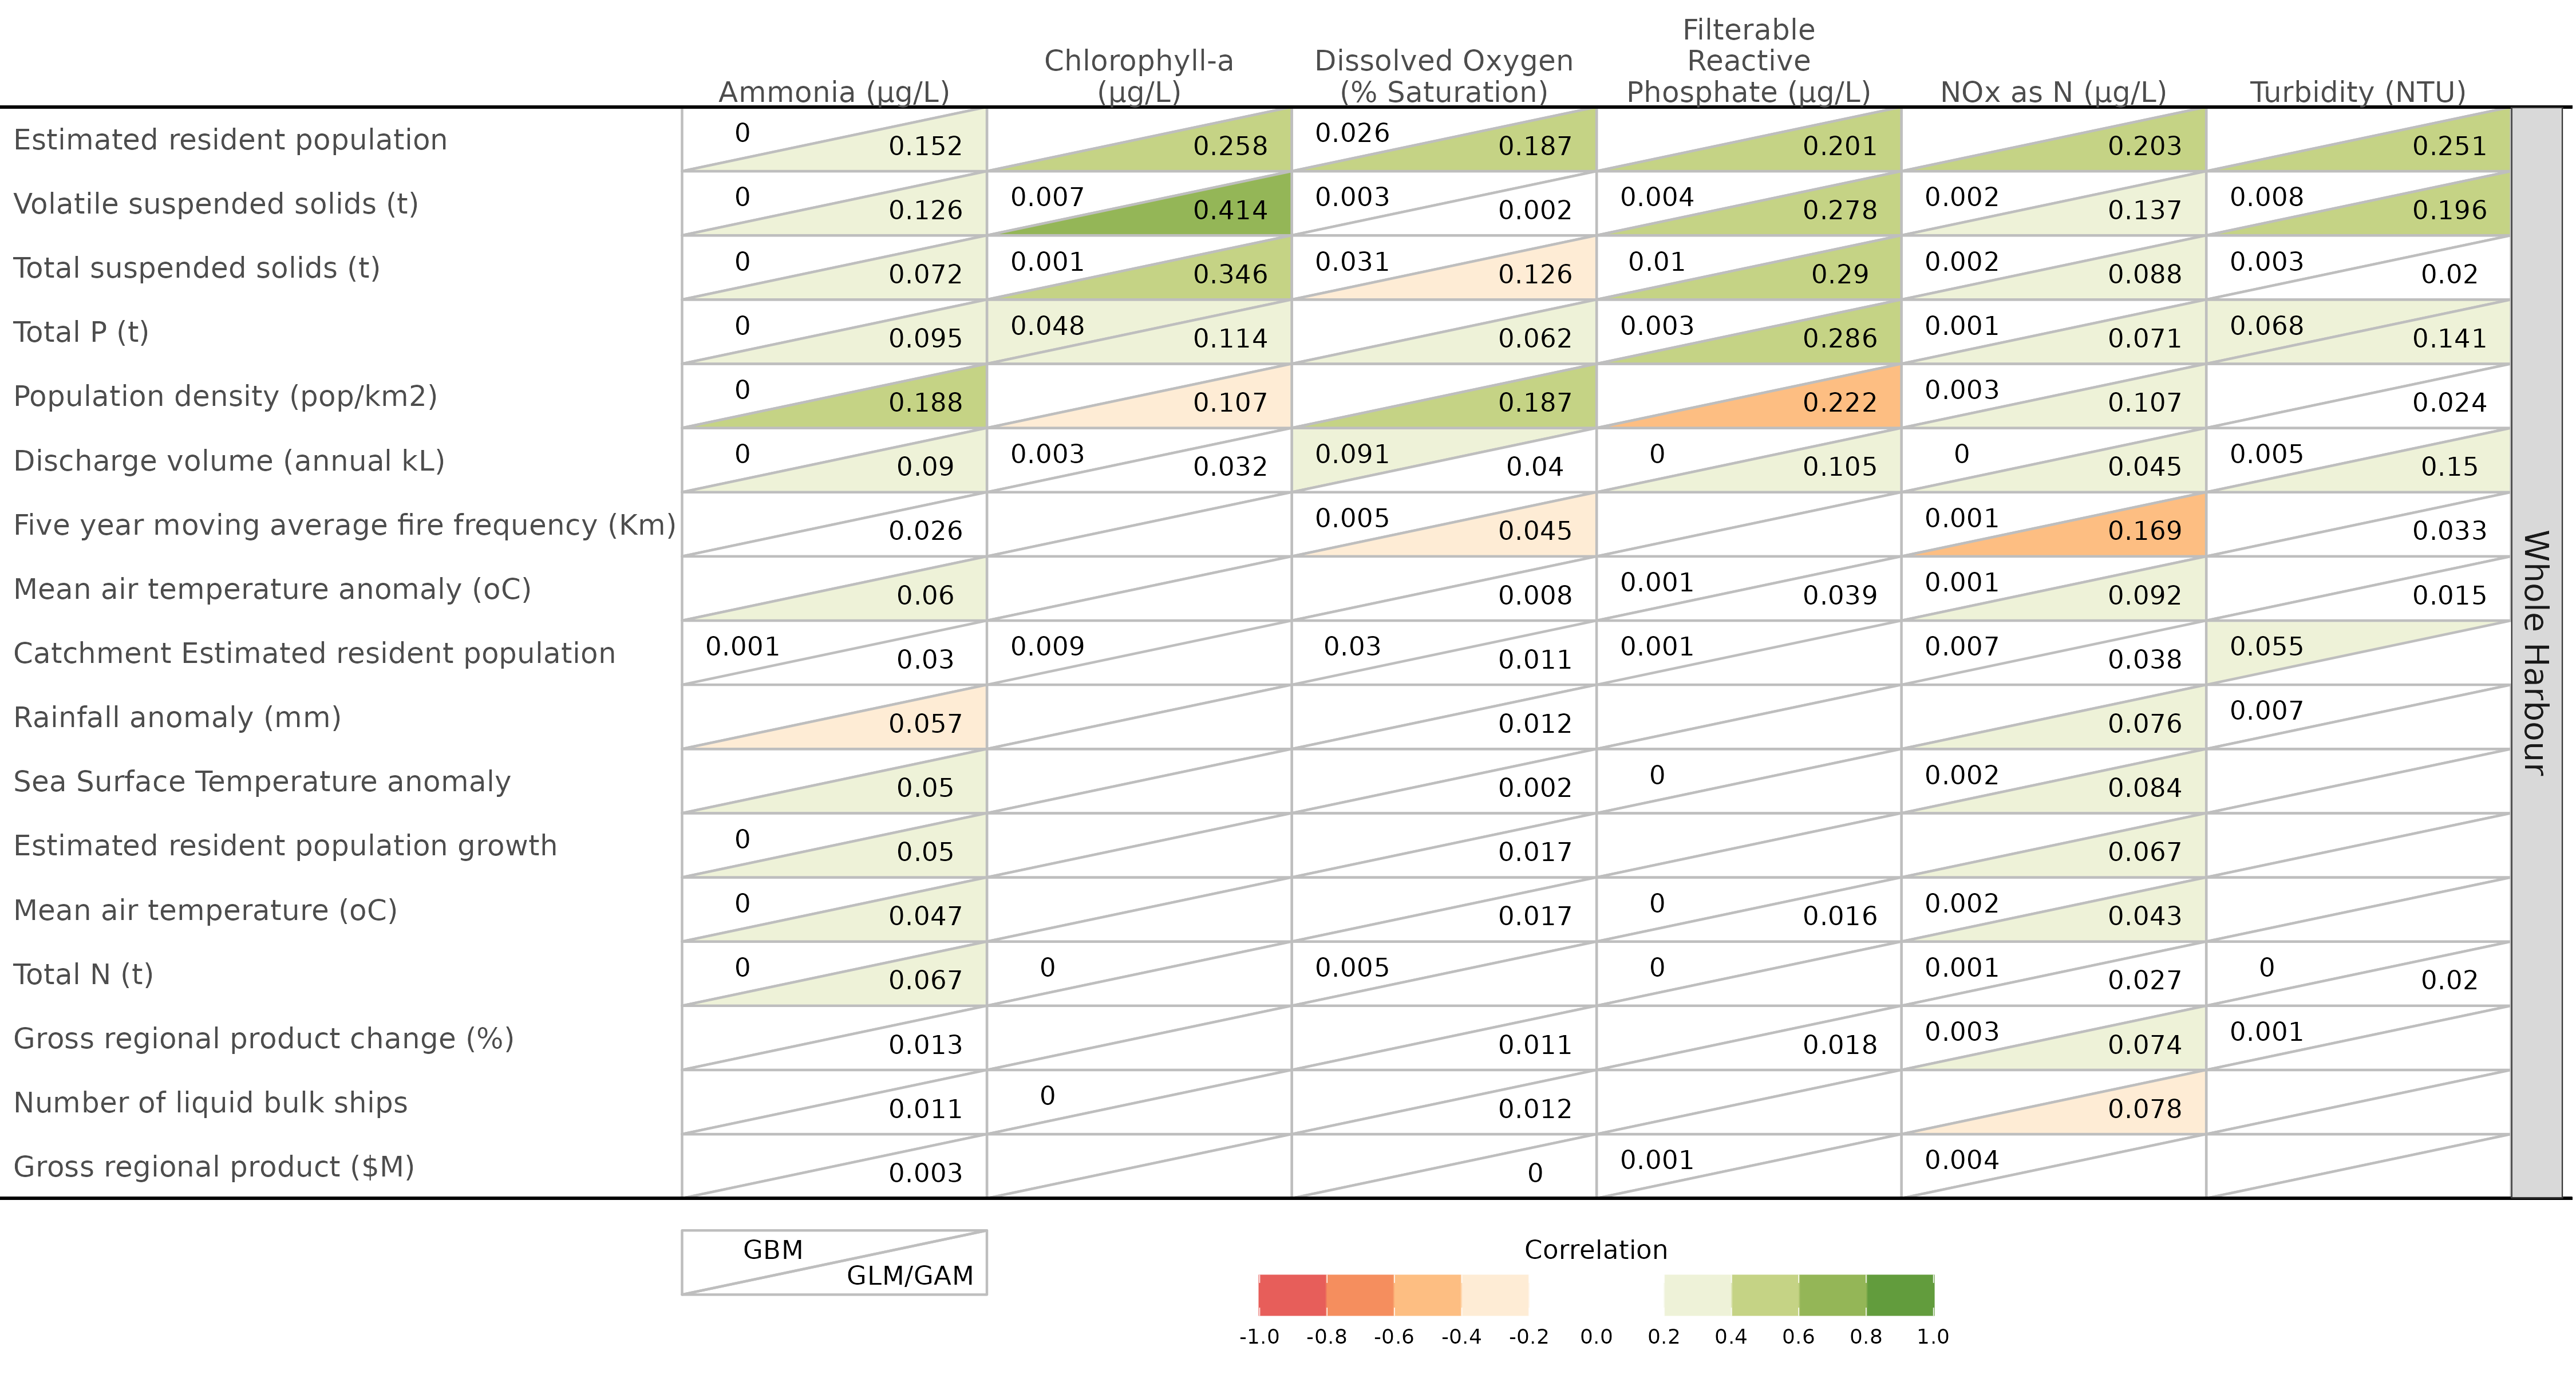 Filterable
Chlorophyll-a Dissolved Oxygen Reactive
Ammonia (µg/L) (µg/L) (% Saturation) Phosphate (µg/L) NOx as N (µg/L) Turbidity (NTU)
Estimated resident population 0 0.152 0.258 0.026 0.187 0.201 0.203 0.251
Volatile suspended solids (t) 0 0.126 0.007 0.414 0.003 0.002 0.004 0.278 0.002 0.137 0.008 0.196
Total suspended solids (t) 0 0.072 0.001 0.346 0.031 0.126 0.01 0.29 0.002 0.088 0.003 0.02
Total P (t) 0 0.095 0.048 0.114 0.062 0.003 0.286 0.001 0.071 0.068 0.141
Population density (pop/km2) 0 0.188 0.107 0.187 0.222 0.003 0.107 0.024
Discharge volume (annual kL) 0 0.09 0.003 0.032 0.091 0.04 0 0.105 0 0.045 0.005 0.15
Five year moving average fire frequency (Km) 0.026 0.005 0.045 0.001 0.169 0.033
Mean air temperature anomaly (oC) 0.06 0.008 0.001 0.039 0.001 0.092 0.015
Catchment Estimated resident population 0.001 0.03 0.009 0.03 0.011 0.001 0.007 0.038 0.055
Rainfall anomaly (mm) 0.057 0.012 0.076 0.007
Sea Surface Temperature anomaly 0.05 0.002 0 0.002 0.084
Estimated resident population growth 0 0.05 0.017 0.067
Mean air temperature (oC) 0 0.047 0.017 0 0.016 0.002 0.043
Total N (t) 0 0.067 0 0.005 0 0.001 0.027 0 0.02
Gross regional product change (%) 0.013 0.011 0.018 0.003 0.074 0.001
Number of liquid bulk ships 0.011 0 0.012 0.078
Gross regional product ($M) 0.003 0 0.001 0.004
Whole Harbour
GBM
GLM/GAM
Correlation
-1.0 -0.8 -0.6 -0.4 -0.2 0.0 0.2 0.4 0.6 0.8 1.0